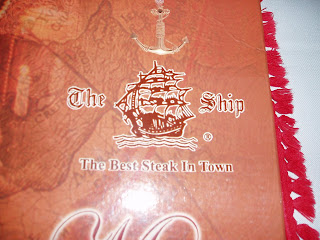 The Ship ®
The Best Steak In Town